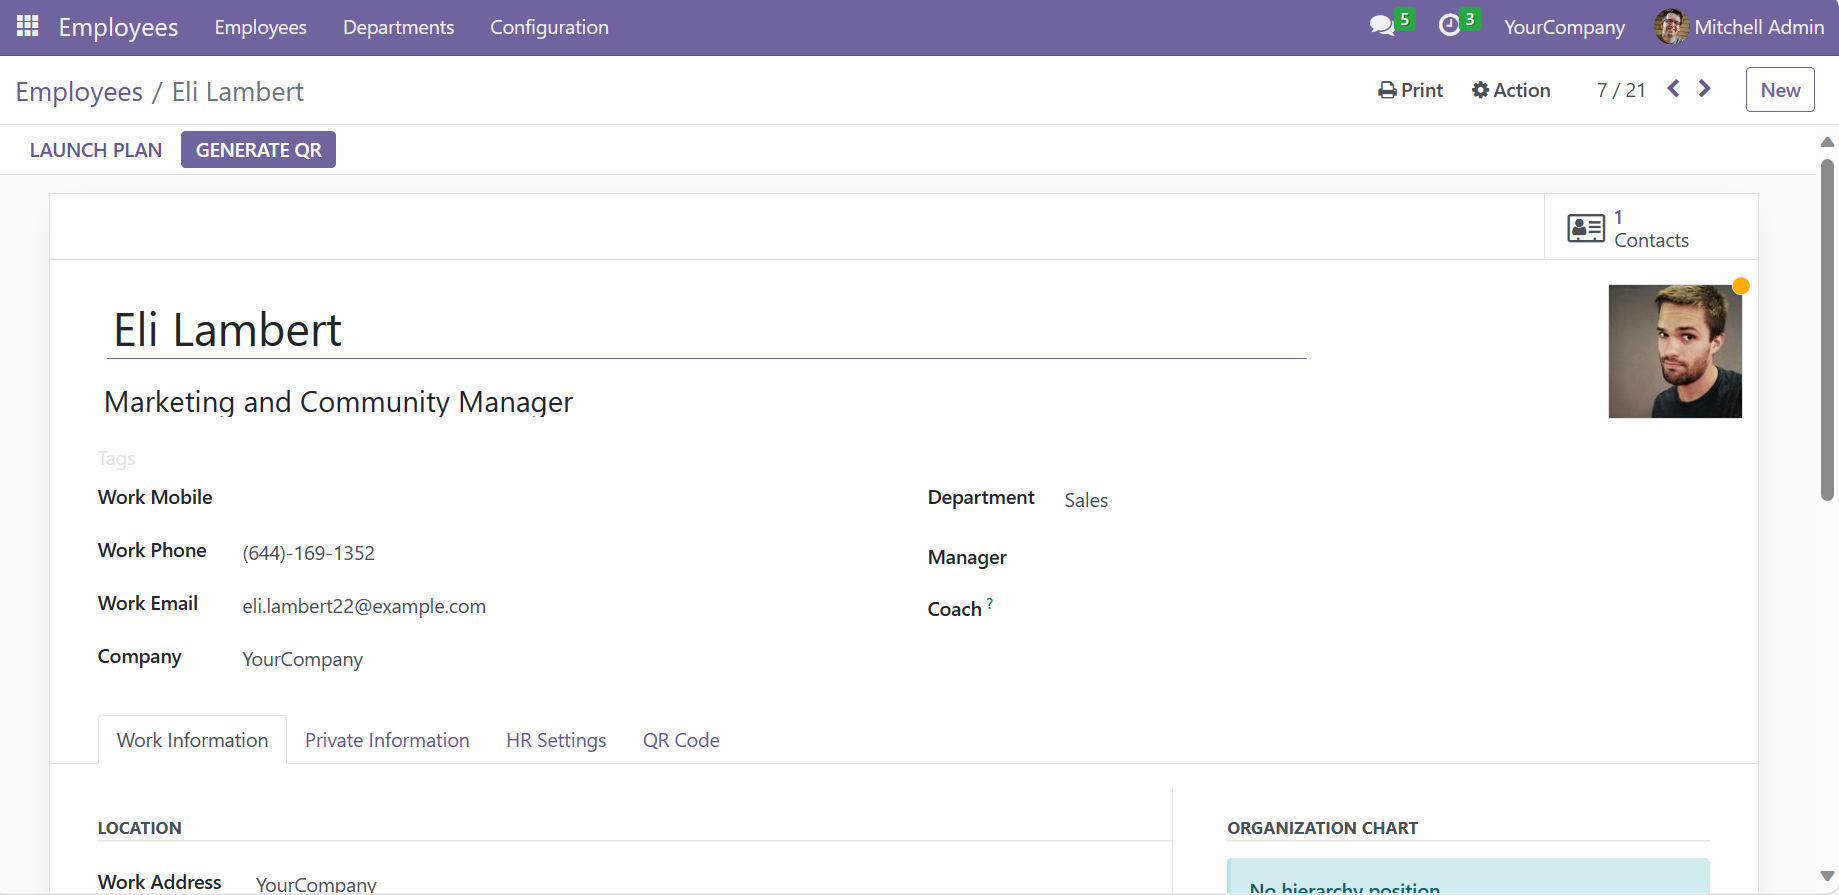 Employees Employees Departments Configuration 5 3 YourCompany Mitchell Admin
Employees / Eli Lambert Print Action 7 / 21 New
LAUNCH PLAN GENERATE QR
1
Contacts
Eli Lambert
Marketing and Community Manager
Tags
Work Mobile
Work Phone (644)-169-1352
Work Email eli.lambert22@example.com
Company YourCompany
Department Sales
Manager
Coach ?
Work Information Private Information HR Settings QR Code
LOCATION
Work Address YourCompany
ORGANIZATION CHART
No hierarchy position